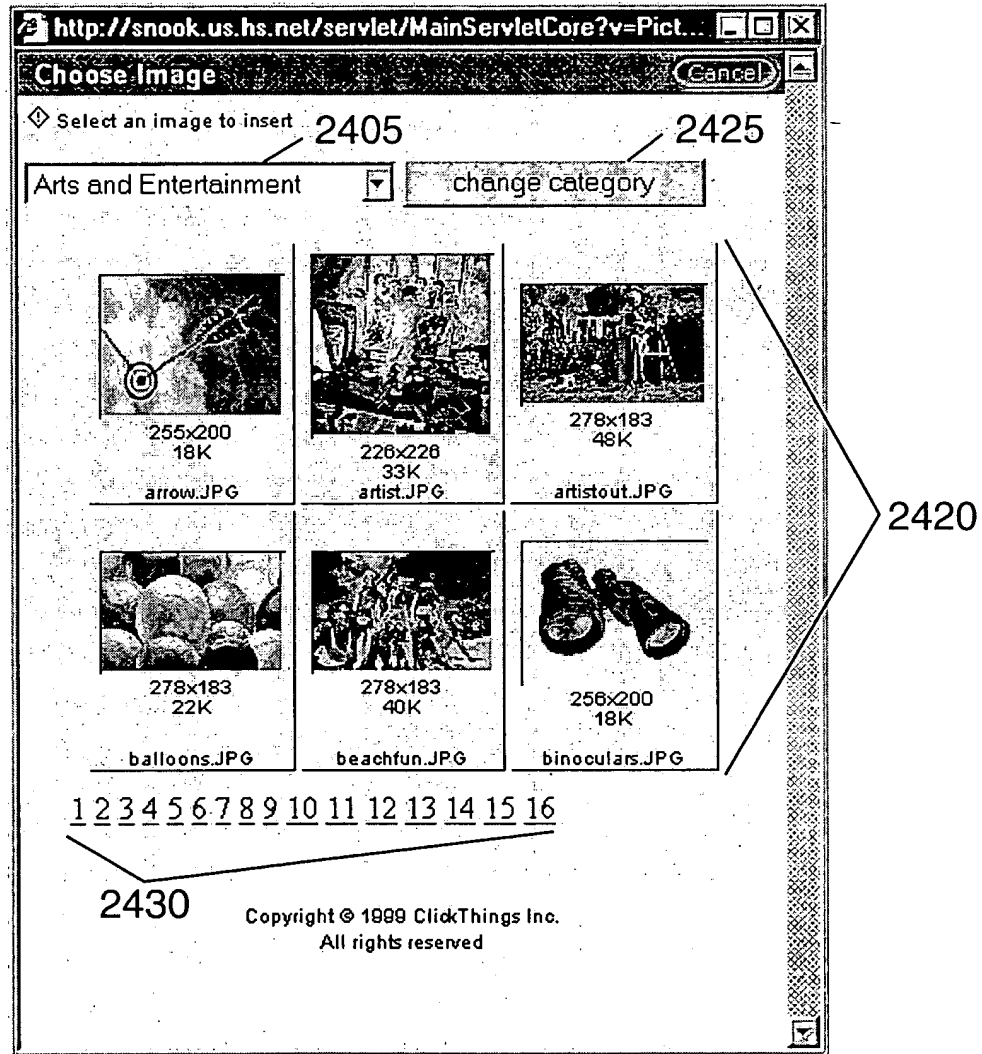 http://snook.us.hs.net/servlet/MainServletCore?v=Pict...
Choose Image
Cancel
Select an image to insert
2405
2425
Arts and Entertainment
change category
255x200
18K
arrow.JPG
226x226
33K
artist.JPG
278x183
48K
artistout.JPG
2420
278x183
22K
balloons.JPG
278x183
40K
beachfun.JPG
256x200
18K
binoculars.JPG
1 2 3 4 5 6 7 8 9 10 11 12 13 14 15 16
2430
Copyright © 1999 ClickThings Inc.
All rights reserved